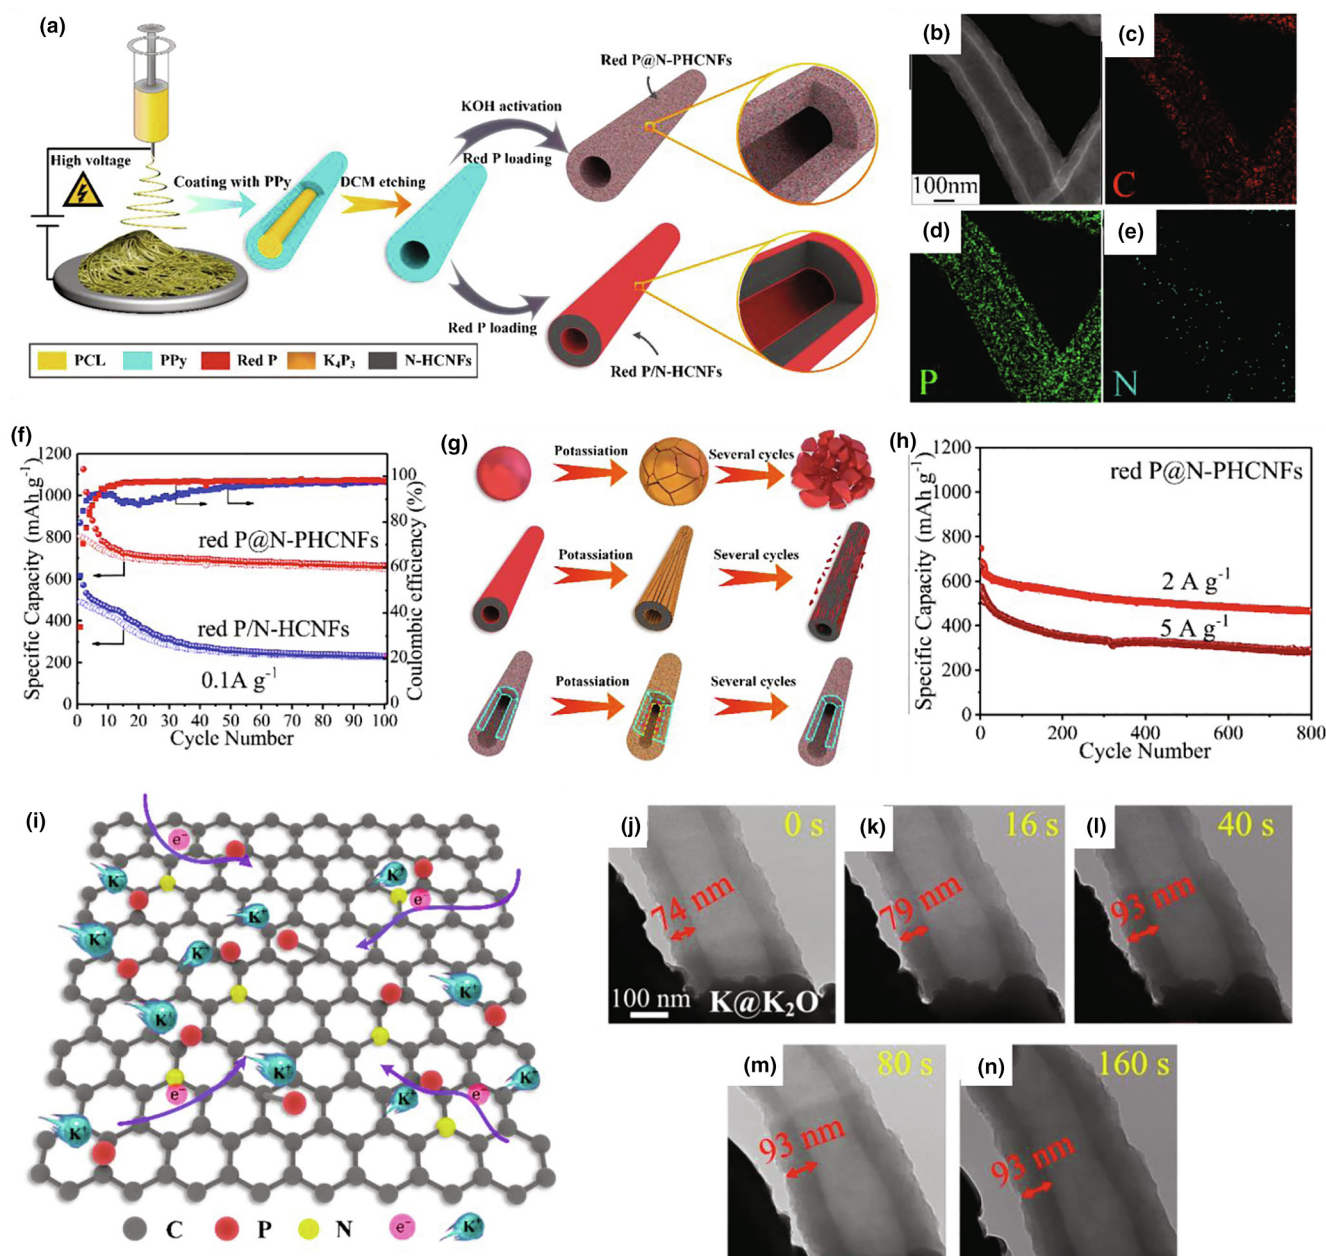 (a)
High voltage
Coating with PPy
DCM etching
KOH activation
Red P loading
Red P loading
Red P@N-PHCNFs
Red P/N-HCNFs
PCL
PPy
Red P
K₄P₃
N-HCNFs
(b)
100nm
(c)
C
(d)
P
(e)
N
(f)
Specific Capacity (mAh g⁻¹)
1200
1000
800
600
400
200
0
100
80
60
40
20
0
Coulombic efficiency (%)
red P@N-PHCNFs
red P/N-HCNFs
0.1A g⁻¹
0 10 20 30 40 50 60 70 80 90 100
Cycle Number
(g)
Potassiation
Several cycles
Potassiation
Several cycles
Potassiation
Several cycles
(h)
Specific Capacity (mAh g⁻¹)
1200
1000
800
600
400
200
0
red P@N-PHCNFs
2 A g⁻¹
5 A g⁻¹
0 200 400 600 800
Cycle Number
(i)
e⁻
K⁺
K⁺
e⁻
K⁺
K⁺
K⁺
K⁺
K⁺
K⁺
K⁺
e⁻
K⁺
e⁻
K⁺
K⁺
C
P
N
e⁻
K⁺
(j)
0 s
74 nm
100 nm
K@K₂O
(k)
16 s
79 nm
(l)
40 s
93 nm
(m)
80 s
93 nm
(n)
160 s
93 nm